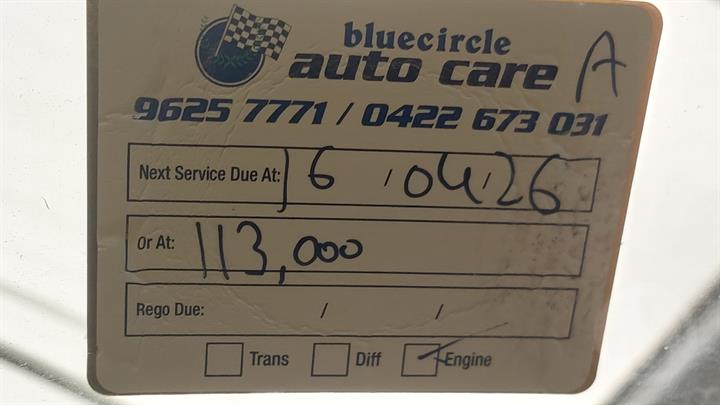 bluecircle
auto care A
9625 7771 / 0422 673 031
Next Service Due At: 16 / 04 / 26
Or At: 113,000
Rego Due: / /
Trans Diff Engine